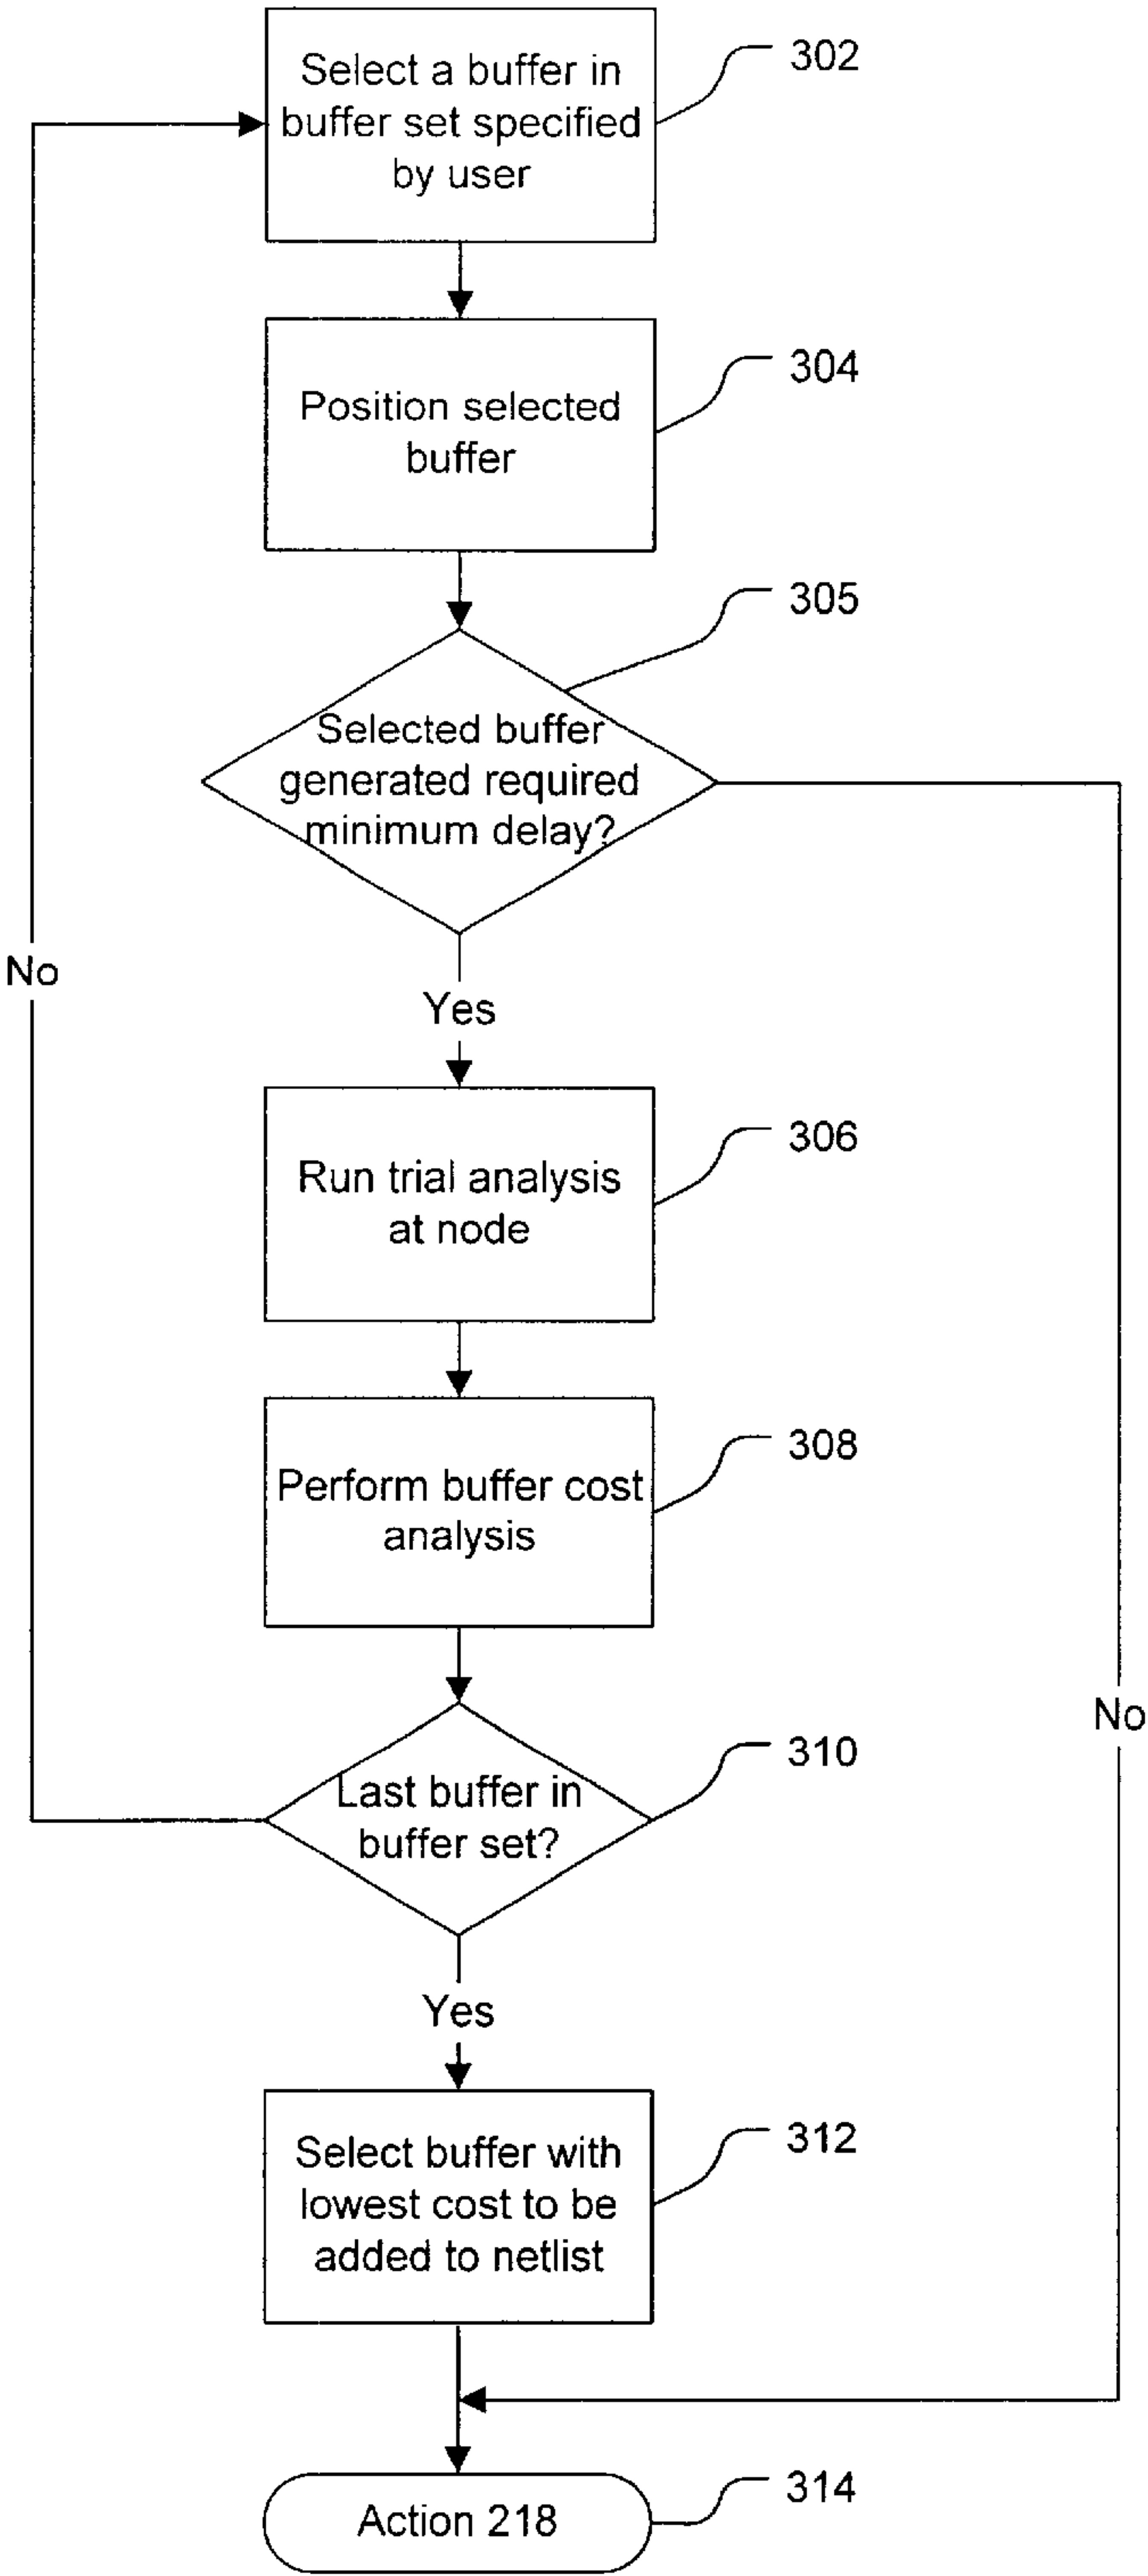 Select a buffer in
buffer set specified
by user
302
Position selected
buffer
304
305
Selected buffer
generated required
minimum delay?
No
Yes
Run trial analysis
at node
306
Perform buffer cost
analysis
308
No
Last buffer in
buffer set?
310
Yes
Select buffer with
lowest cost to be
added to netlist
312
Action 218
314